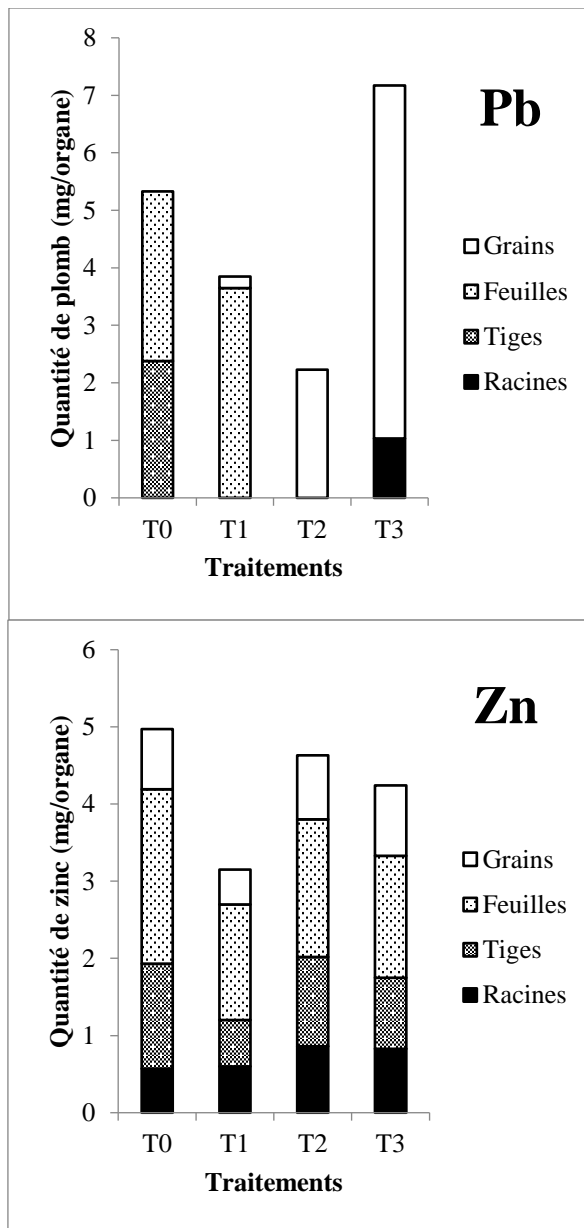 Pb
Quantité de plomb (mg/organe)
8
7
6
5
4
3
2
1
0
T0 T1 T2 T3
Traitements
Grains
Feuilles
Tiges
Racines
Zn
Quantité de zinc (mg/organe)
6
5
4
3
2
1
0
T0 T1 T2 T3
Traitements
Grains
Feuilles
Tiges
Racines